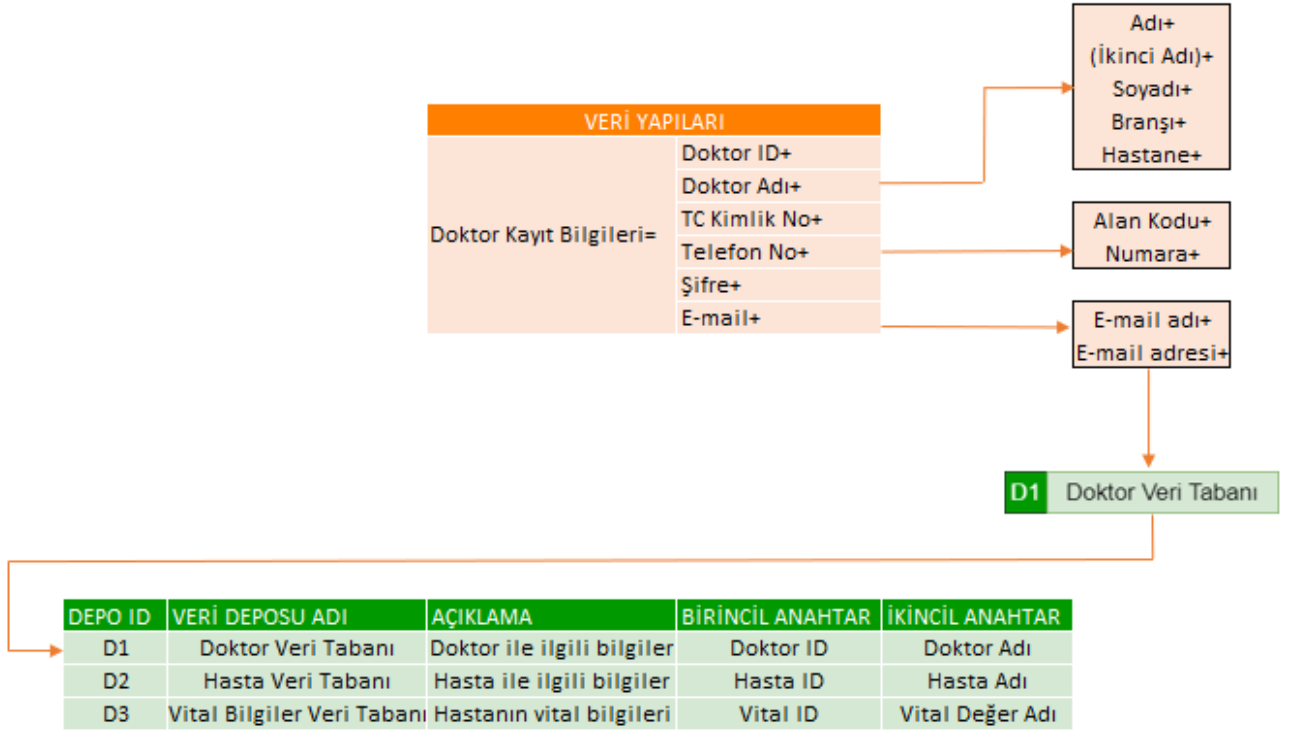 Adı+
(İkinci Adı)+
Soyadı+
Branşı+
Hastane+
VERİ YAPILARI
Doktor Kayıt Bilgileri=
Doktor ID+
Doktor Adı+
TC Kimlik No+
Telefon No+
Şifre+
E-mail+
Alan Kodu+
Numara+
E-mail adı+
E-mail adresi+
D1 Doktor Veri Tabanı
DEPO ID VERİ DEPOSU ADI AÇIKLAMA BİRİNCİL ANAHTAR İKİNCİL ANAHTAR
D1 Doktor Veri Tabanı Doktor ile ilgili bilgiler Doktor ID Doktor Adı
D2 Hasta Veri Tabanı Hasta ile ilgili bilgiler Hasta ID Hasta Adı
D3 Vital Bilgiler Veri Tabanı Hastanın vital bilgileri Vital ID Vital Değer Adı